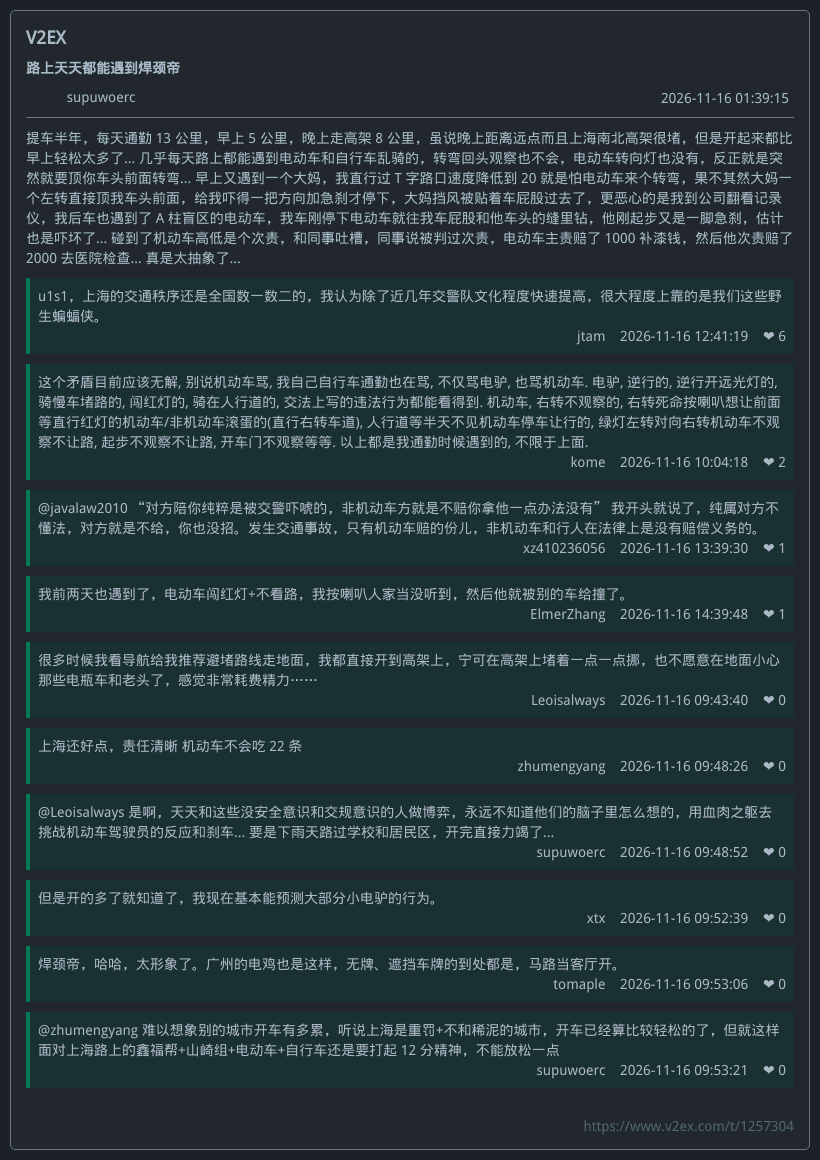 V2EX
路上天天都能遇到焊颈帝
supuwoerc 2026-11-16 01:39:15
提车半年，每天通勤 13 公里，早上 5 公里，晚上走高架 8 公里，虽说晚上距离远点而且上海南北高架很堵，但是开起来都比
早上轻松太多了... 几乎每天路上都能遇到电动车和自行车乱骑的，转弯回头观察也不会，电动车转向灯也没有，反正就是突
然就要顶你车头前面转弯... 早上又遇到一个大妈，我直行过 T 字路口速度降低到 20 就是怕电动车来个转弯，果不其然大妈一
个左转直接顶我车头前面，给我吓得一把方向加急刹才停下，大妈挡风被贴着车屁股过去了，更恶心的是我到公司翻看记录
仪，我后车也遇到了 A 柱盲区的电动车，我车刚停下电动车就往我车屁股和他车头的缝里钻，他刚起步又是一脚急刹，估计
也是吓坏了... 碰到了机动车高低是个次责，和同事吐槽，同事说被判过次责，电动车主责赔了 1000 补漆钱，然后他次责赔了
2000 去医院检查... 真是太抽象了...
u1s1，上海的交通秩序还是全国数一数二的，我认为除了近几年交警队文化程度快速提高，很大程度上靠的是我们这些野
生蝙蝠侠。
jtam 2026-11-16 12:41:19 ❤ 6
这个矛盾目前应该无解, 别说机动车骂, 我自己自行车通勤也在骂, 不仅骂电驴, 也骂机动车. 电驴, 逆行的, 逆行开远光灯的,
骑慢车堵路的, 闯红灯的, 骑在人行道的, 交法上写的违法行为都能看得到. 机动车, 右转不观察的, 右转死命按喇叭想让前面
等直行红灯的机动车/非机动车滚蛋的(直行右转车道), 人行道等半天不见机动车停车让行的, 绿灯左转对向右转机动车不观
察不让路, 起步不观察不让路, 开车门不观察等等. 以上都是我通勤时候遇到的, 不限于上面.
kome 2026-11-16 10:04:18 ❤ 2
@javalaw2010 “对方陪你纯粹是被交警吓唬的，非机动车方就是不赔你拿他一点办法没有” 我开头就说了，纯属对方不
懂法，对方就是不给，你也没招。发生交通事故，只有机动车赔的份儿，非机动车和行人在法律上是没有赔偿义务的。
xz410236056 2026-11-16 13:39:30 ❤ 1
我前两天也遇到了，电动车闯红灯+不看路，我按喇叭人家当没听到，然后他就被别的车给撞了。
ElmerZhang 2026-11-16 14:39:48 ❤ 1
很多时候我看导航给我推荐避堵路线走地面，我都直接开到高架上，宁可在高架上堵着一点一点挪，也不愿意在地面小心
那些电瓶车和老头了，感觉非常耗费精力⋯⋯
Leoisalways 2026-11-16 09:43:40 ❤ 0
上海还好点，责任清晰 机动车不会吃 22 条
zhumengyang 2026-11-16 09:48:26 ❤ 0
@Leoisalways 是啊，天天和这些没安全意识和交规意识的人做博弈，永远不知道他们的脑子里怎么想的，用血肉之躯去
挑战机动车驾驶员的反应和刹车... 要是下雨天路过学校和居民区，开完直接力竭了...
supuwoerc 2026-11-16 09:48:52 ❤ 0
但是开的多了就知道了，我现在基本能预测大部分小电驴的行为。
xtx 2026-11-16 09:52:39 ❤ 0
焊颈帝，哈哈，太形象了。广州的电鸡也是这样，无牌、遮挡车牌的到处都是，马路当客厅开。
tomaple 2026-11-16 09:53:06 ❤ 0
@zhumengyang 难以想象别的城市开车有多累，听说上海是重罚+不和稀泥的城市，开车已经算比较轻松的了，但就这样
面对上海路上的鑫福帮+山崎组+电动车+自行车还是要打起 12 分精神，不能放松一点
supuwoerc 2026-11-16 09:53:21 ❤ 0
https://www.v2ex.com/t/1257304